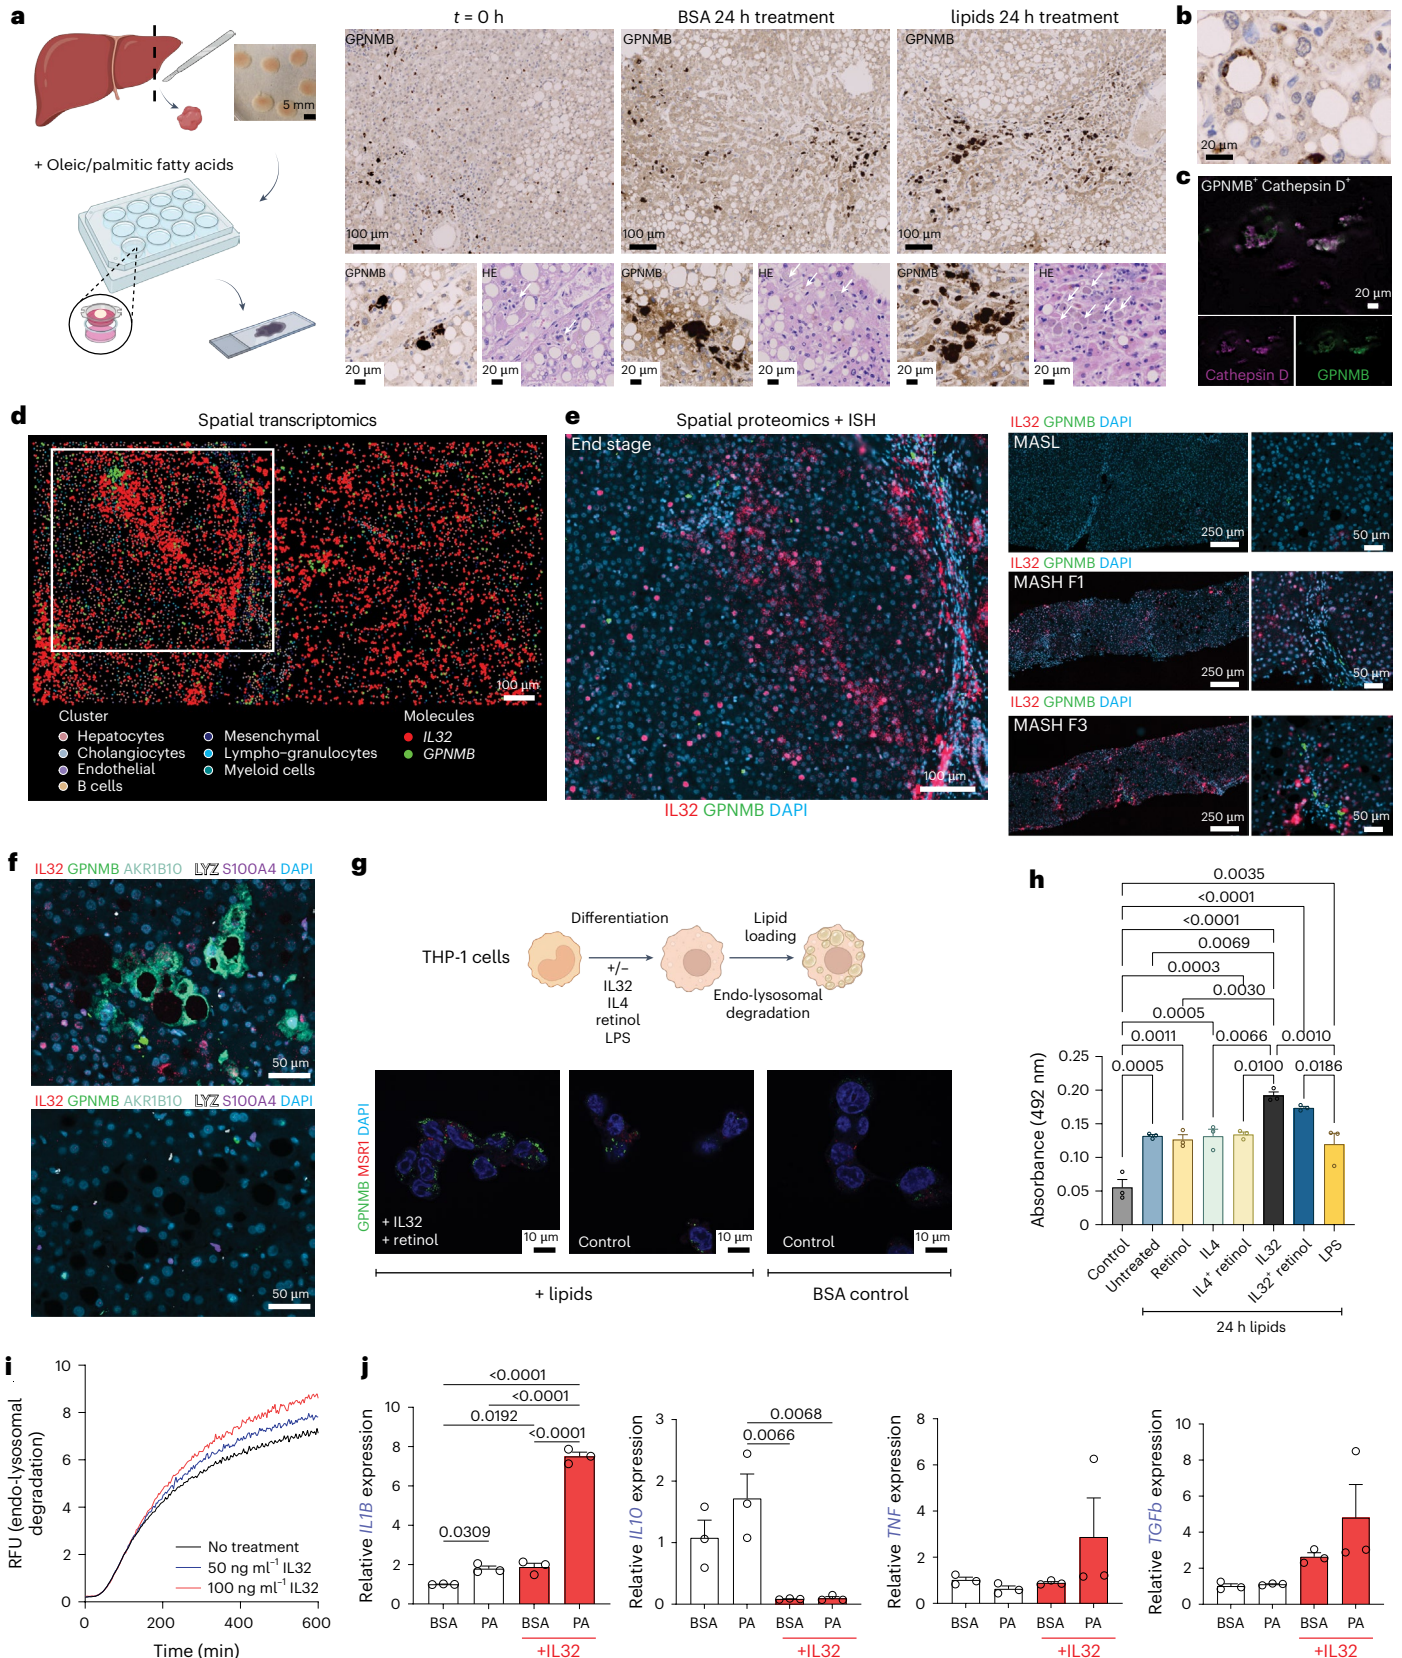 a
t = 0 h
BSA 24 h treatment
lipids 24 h treatment
5 mm
+ Oleic/palmitic fatty acids
GPNMB
GPNMB
GPNMB
100 µm
100 µm
100 µm
GPNMB
HE
GPNMB
HE
GPNMB
HE
20 µm
20 µm
20 µm
20 µm
20 µm
20 µm
b
20 µm
c
GPNMB⁺ Cathepsin D⁺
20 µm
Cathepsin D
GPNMB
d
Spatial transcriptomics
100 µm
Cluster
Hepatocytes
Cholangiocytes
Endothelial
B cells
Mesenchymal
Lympho–granulocytes
Myeloid cells
Molecules
IL32
GPNMB
e
Spatial proteomics + ISH
End stage
100 µm
IL32 GPNMB DAPI
IL32 GPNMB DAPI
MASL
250 µm
50 µm
IL32 GPNMB DAPI
MASH F1
250 µm
50 µm
IL32 GPNMB DAPI
MASH F3
250 µm
50 µm
f
IL32 GPNMB AKR1B10 LYZ S100A4 DAPI
50 µm
IL32 GPNMB AKR1B10 LYZ S100A4 DAPI
50 µm
g
THP-1 cells
Differentiation
+/−
IL32
IL4
retinol
LPS
Lipid
loading
Endo-lysosomal
degradation
GPNMB MSR1 DAPI
+ IL32
+ retinol
10 µm
Control
10 µm
Control
10 µm
+ lipids
BSA control
h
0.0035
<0.0001
<0.0001
0.0069
0.0003
0.0030
0.0005
0.0011
0.0066
0.0010
0.0005
0.0100
0.0186
Absorbance (492 nm)
0.25
0.20
0.15
0.10
0.05
0
Control
Untreated
Retinol
IL4
IL4⁺ retinol
IL32
IL32⁺ retinol
LPS
24 h lipids
i
RFU (endo-lysosomal
degradation)
10
8
6
4
2
0
No treatment
50 ng ml⁻¹ IL32
100 ng ml⁻¹ IL32
0
200
400
600
Time (min)
j
Relative IL1B expression
<0.0001
<0.0001
0.0192
<0.0001
0.0309
10
8
6
4
2
0
BSA
PA
BSA
PA
+IL32
Relative IL10 expression
0.0068
0.0066
3
2
1
0
BSA
PA
BSA
PA
+IL32
Relative TNF expression
8
6
4
2
0
BSA
PA
BSA
PA
+IL32
Relative TGFb expression
10
8
6
4
2
0
BSA
PA
BSA
PA
+IL32